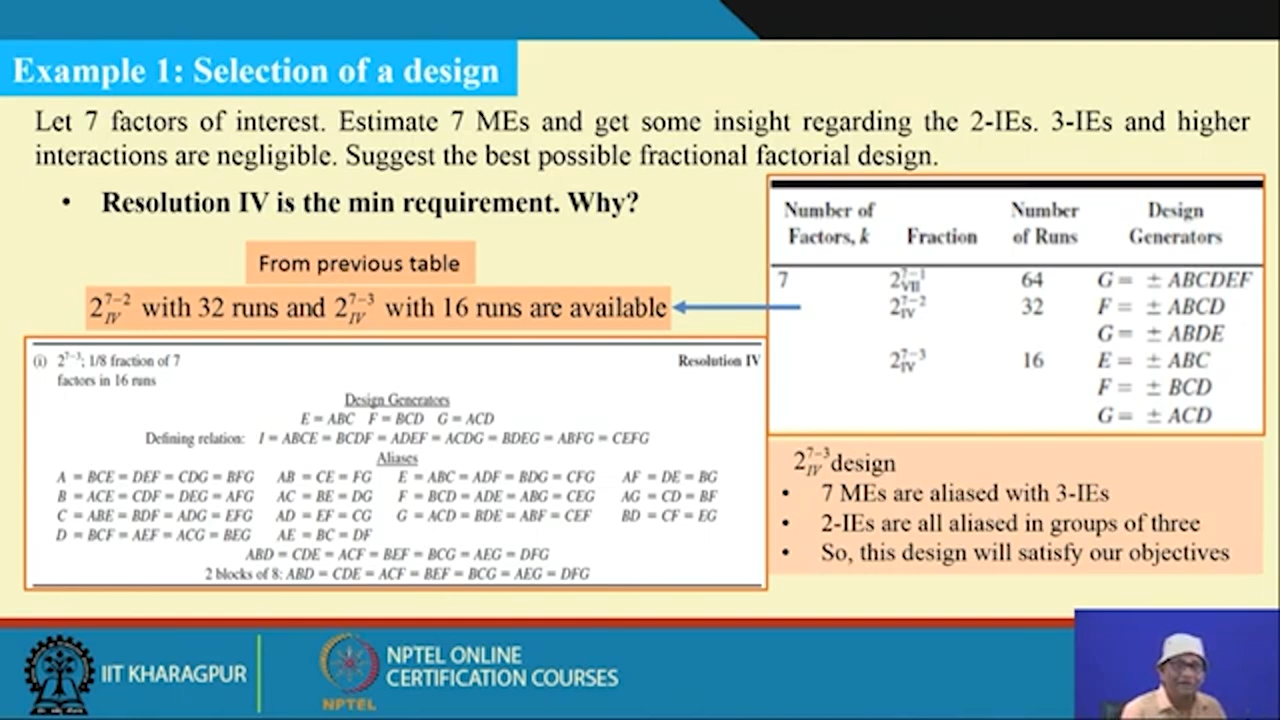 Example 1: Selection of a design
Let 7 factors of interest. Estimate 7 MEs and get some insight regarding the 2-IEs. 3-IEs and higher
interactions are negligible. Suggest the best possible fractional factorial design.
• Resolution IV is the min requirement. Why?
From previous table
2_{IV}^{7-2} with 32 runs and 2_{IV}^{7-3} with 16 runs are available
Number of Factors, k Fraction Number of Runs Design Generators
7 2_{VII}^{7-1} 64 G = ± ABCDEF
2_{IV}^{7-2} 32 F = ± ABCD
G = ± ABDE
2_{IV}^{7-3} 16 E = ± ABC
F = ± BCD
G = ± ACD
(i) 2^{7-3}; 1/8 fraction of 7 Resolution IV
factors in 16 runs
Design Generators
E = ABC F = BCD G = ACD
Defining relation: I = ABCE = BCDF = ADEF = ACDG = BDEG = ABFG = CEFG
Aliases
A = BCE = DEF = CDG = BFG AB = CE = FG E = ABC = ADF = BDG = CFG AF = DE = BG
B = ACE = CDF = DEG = AFG AC = BE = DG F = BCD = ADE = ABG = CEG AG = CD = BF
C = ABE = BDF = ADG = EFG AD = EF = CG G = ACD = BDE = ABF = CEF BD = CF = EG
D = BCF = AEF = ACG = BEG AE = BC = DF
ABD = CDE = ACF = BEF = BCG = AEG = DFG
2 blocks of 8: ABD = CDE = ACF = BEF = BCG = AEG = DFG
2_{IV}^{7-3} design
• 7 MEs are aliased with 3-IEs
• 2-IEs are all aliased in groups of three
• So, this design will satisfy our objectives
IIT KHARAGPUR
NPTEL
NPTEL ONLINE
CERTIFICATION COURSES